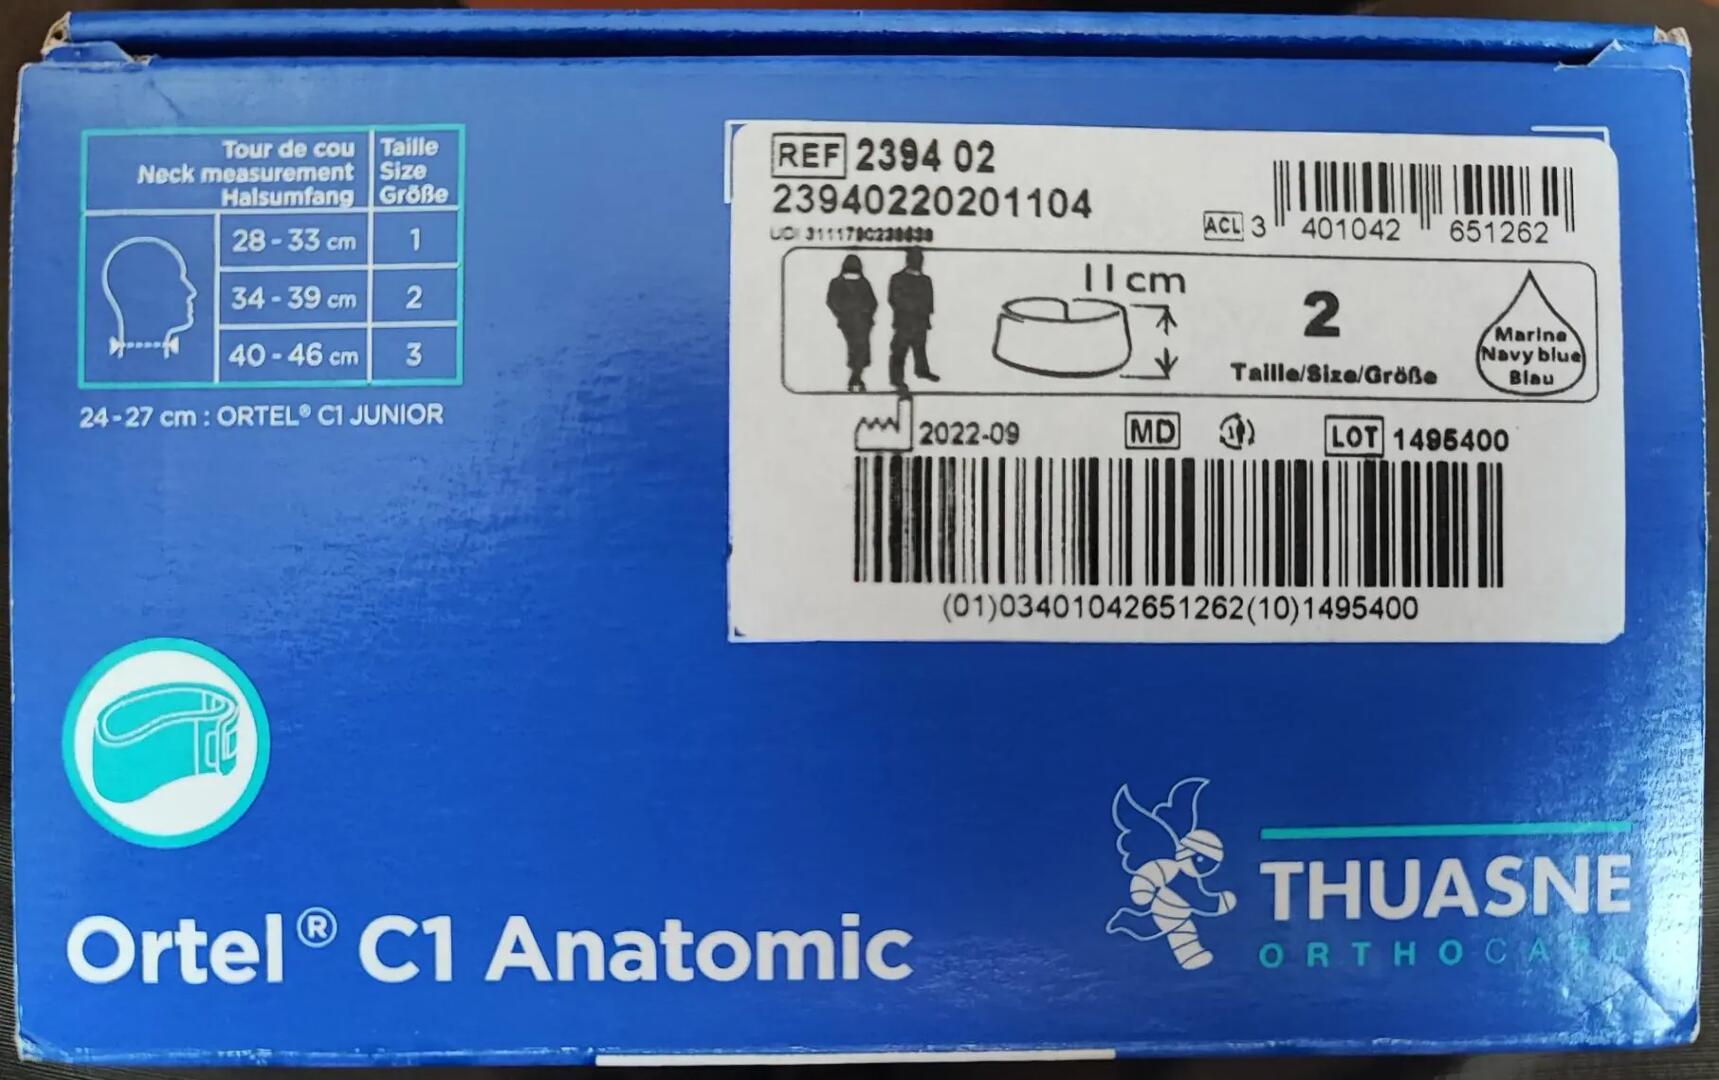 Tour de cou Taille
Neck measurement Size
Halsumfang Größe
28 - 33 cm 1
34 - 39 cm 2
40 - 46 cm 3
24-27 cm : ORTEL® C1 JUNIOR
REF 2394 02
23940220201104
UDI
ACL 3 401042 651262
11 cm
2
Taille/Size/Größe
Marine
Navy blue
Blau
2022-09 MD LOT 1495400
(01)03401042651262(10)1495400
Ortel® C1 Anatomic
THUASNE
ORTHOCARE